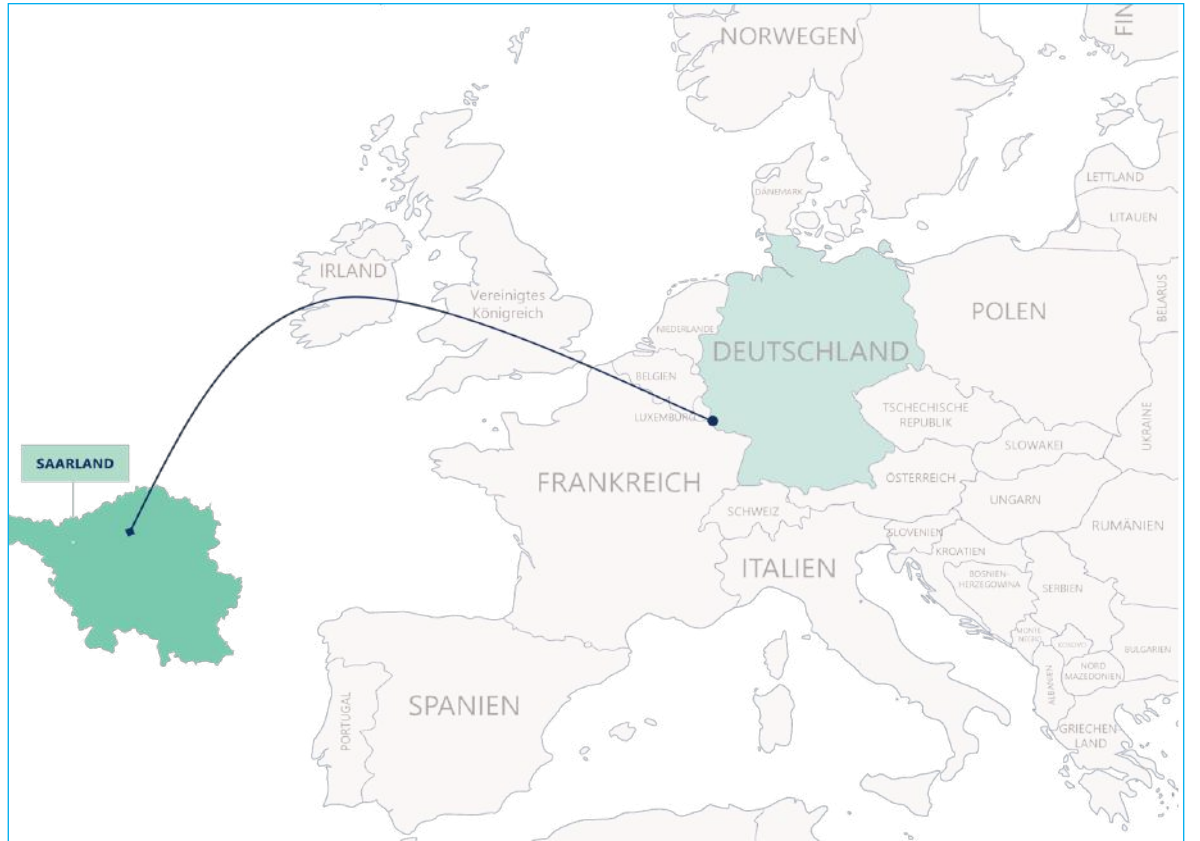 NORWEGEN
FIN
DÄNEMARK
LETTLAND
LITAUEN
IRLAND
Vereinigtes
Königreich
BELARUS
POLEN
NIEDERLANDE
DEUTSCHLAND
BELGIEN
LUXEMBURG
TSCHECHISCHE
REPUBLIK
UKRAINE
SLOWAKEI
SAARLAND
FRANKREICH
ÖSTERREICH
UNGARN
SCHWEIZ
RUMÄNIEN
SLOVENIEN
KROATIEN
ITALIEN
BOSNIEN-
HERZEGOWINA
SERBIEN
MONTE-
NEGRO
KOSOVO
BULGARIEN
NORD
MAZEDONIEN
ALBANIEN
PORTUGAL
SPANIEN
GRIECHEN
LAND